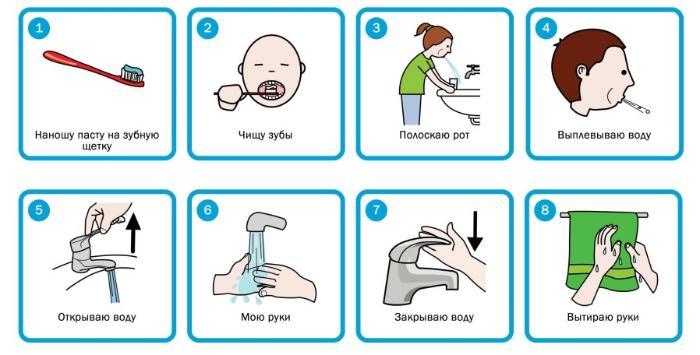 1
Наношу пасту на зубную
щетку
2
Чищу зубы
3
Полоскаю рот
4
Выплевываю воду
5
Открываю воду
6
Мою руки
7
Закрываю воду
8
Вытираю руки